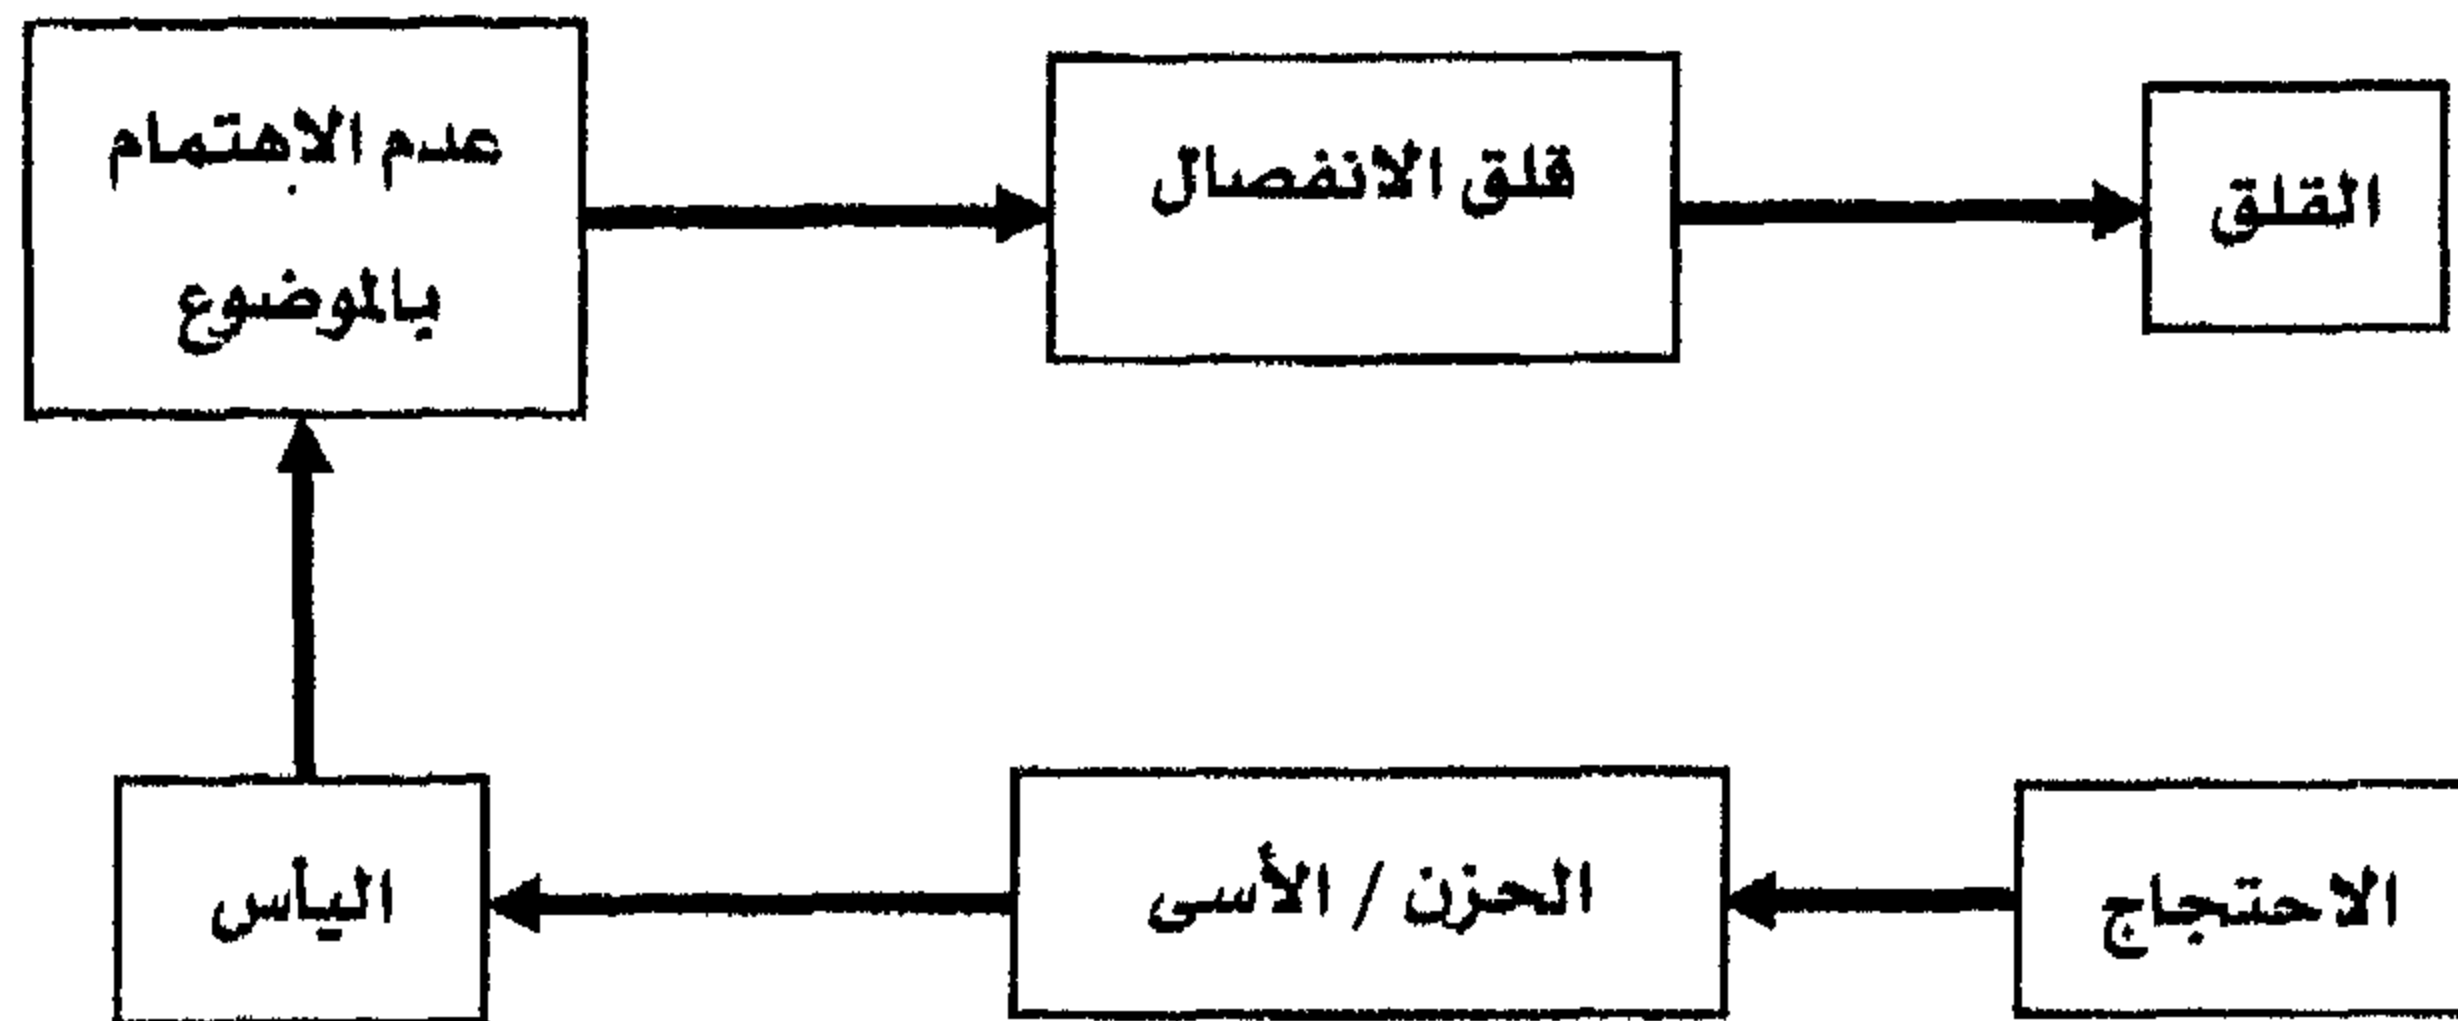 القلق
قلق الانفصال
عدم الاهتمام
بالموضوع
الاحتجاج
الحزن / الأسى
اليأس